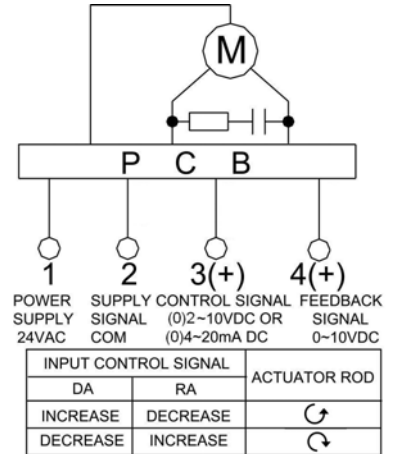 M
P C B
1 2 3(+) 4(+)
POWER SUPPLY CONTROL SIGNAL FEEDBACK
SUPPLY SIGNAL (0)2~10VDC OR SIGNAL
24VAC COM (0)4~20mA DC 0~10VDC
INPUT CONTROL SIGNAL ACTUATOR ROD
DA RA
INCREASE DECREASE
DECREASE INCREASE